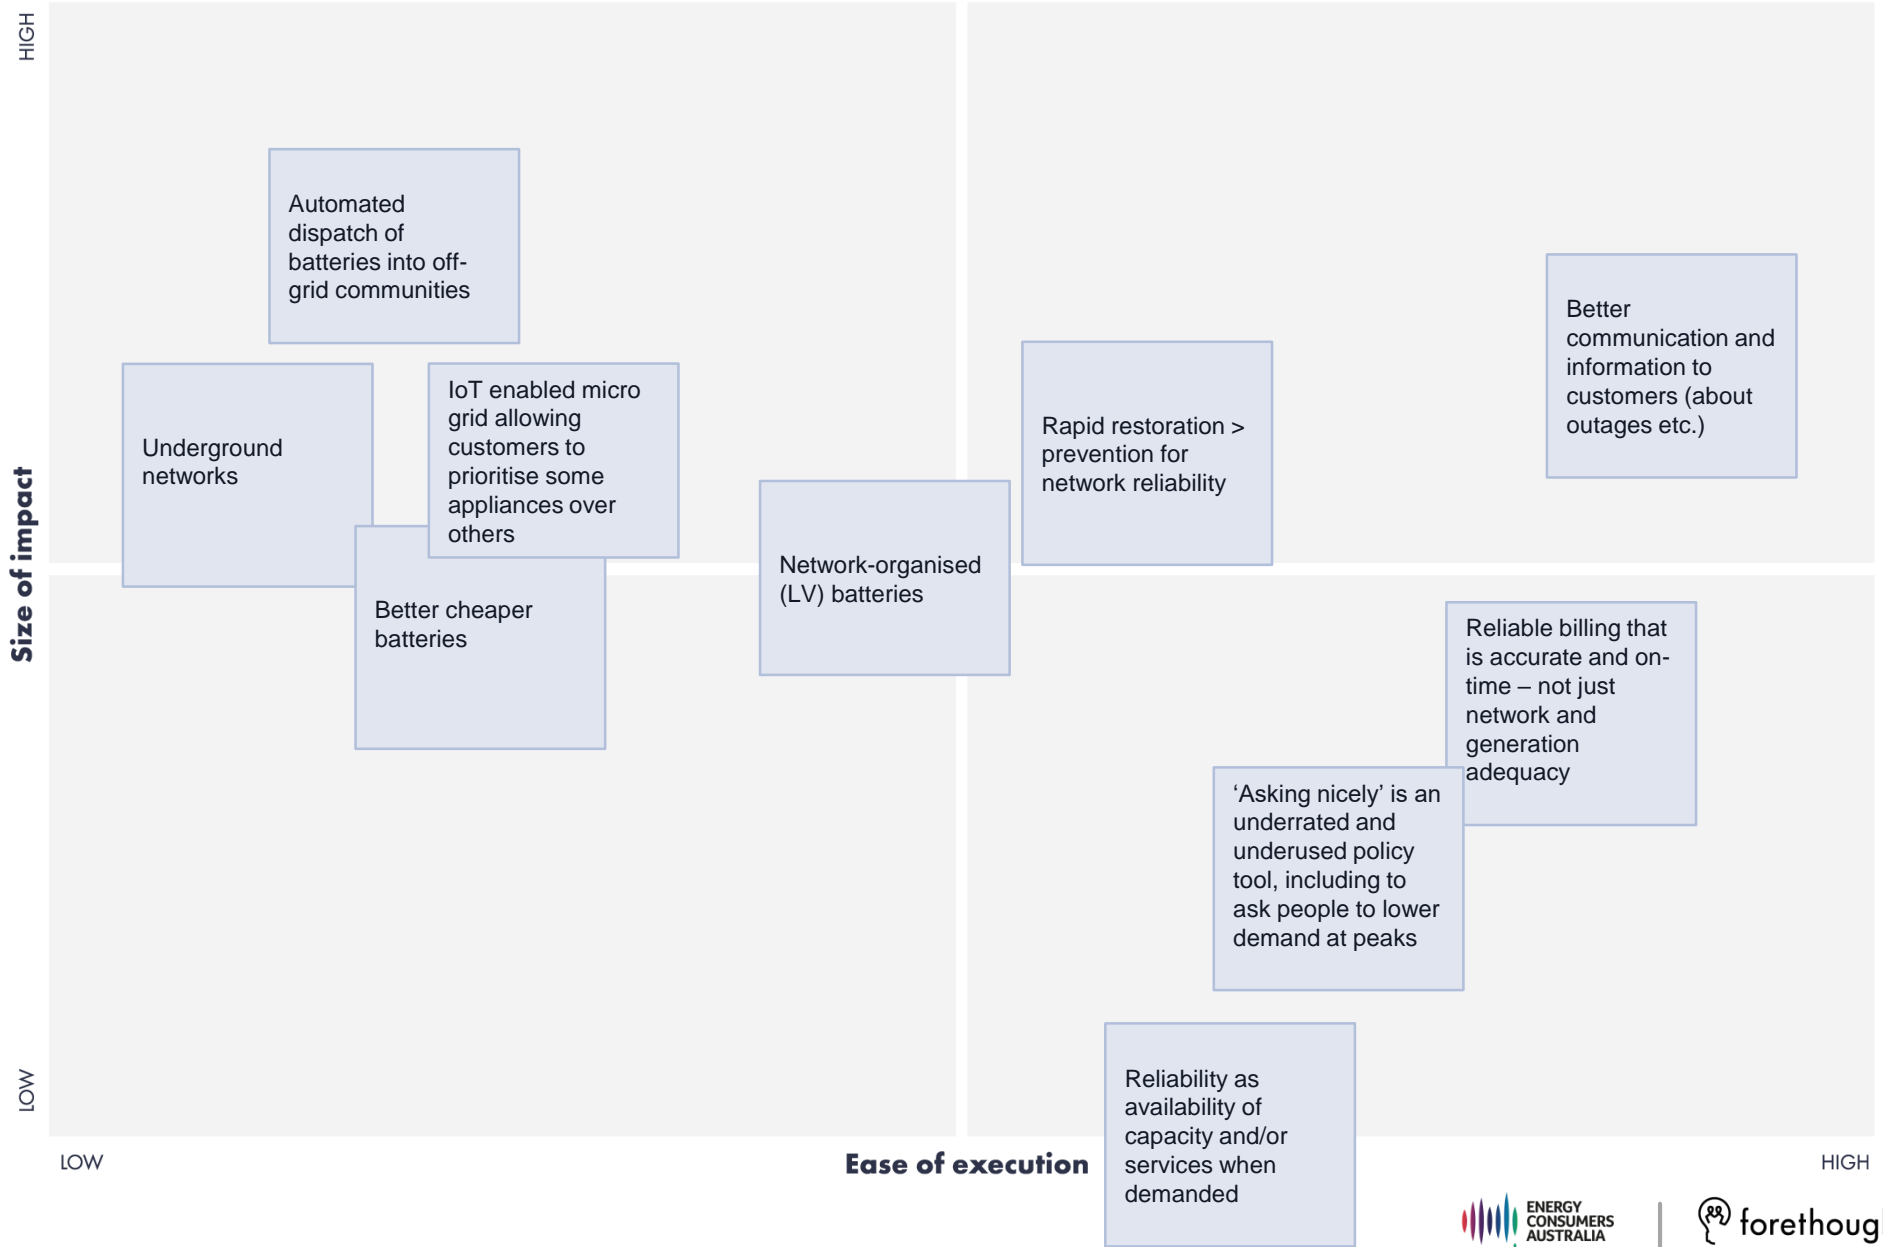 HIGH
Automated
dispatch of
batteries into off-
grid communities
Better
communication and
information to
customers (about
outages etc.)
Underground
networks
IoT enabled micro
grid allowing
customers to
prioritise some
appliances over
others
Rapid restoration >
prevention for
network reliability
Size of impact
Network-organised
(LV) batteries
Better cheaper
batteries
Reliable billing that
is accurate and on-
time – not just
network and
generation
adequacy
‘Asking nicely’ is an
underrated and
underused policy
tool, including to
ask people to lower
demand at peaks
LOW
Reliability as
availability of
capacity and/or
services when
demanded
LOW
Ease of execution
HIGH
ENERGY
CONSUMERS
AUSTRALIA
forethoug